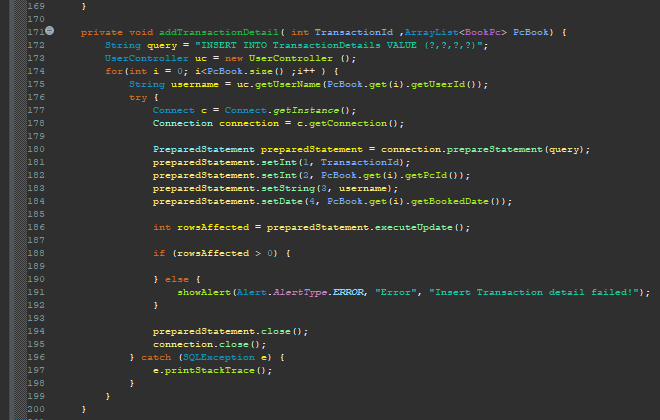 169 }
170
171 private void addTransactionDetail( int TransactionId ,ArrayList<BookPc> PcBook) {
172 String query = "INSERT INTO TransactionDetails VALUE (?,?,?,?)";
173 UserController uc = new UserController ();
174 for(int i = 0; i<PcBook.size() ;i++ ) {
175 String username = uc.getUserName(PcBook.get(i).getUserId());
176 try {
177 Connect c = Connect.getInstance();
178 Connection connection = c.getConnection();
179
180 PreparedStatement preparedStatement = connection.prepareStatement(query);
181 preparedStatement.setInt(1, TransactionId);
182 preparedStatement.setInt(2, PcBook.get(i).getPcId());
183 preparedStatement.setString(3, username);
184 preparedStatement.setDate(4, PcBook.get(i).getBookedDate());
185
186 int rowsAffected = preparedStatement.executeUpdate();
187
188 if (rowsAffected > 0) {
189
190 } else {
191 showAlert(Alert.AlertType.ERROR, "Error", "Insert Transaction detail failed!");
192 }
193
194 preparedStatement.close();
195 connection.close();
196 } catch (SQLException e) {
197 e.printStackTrace();
198 }
199 }
200 }